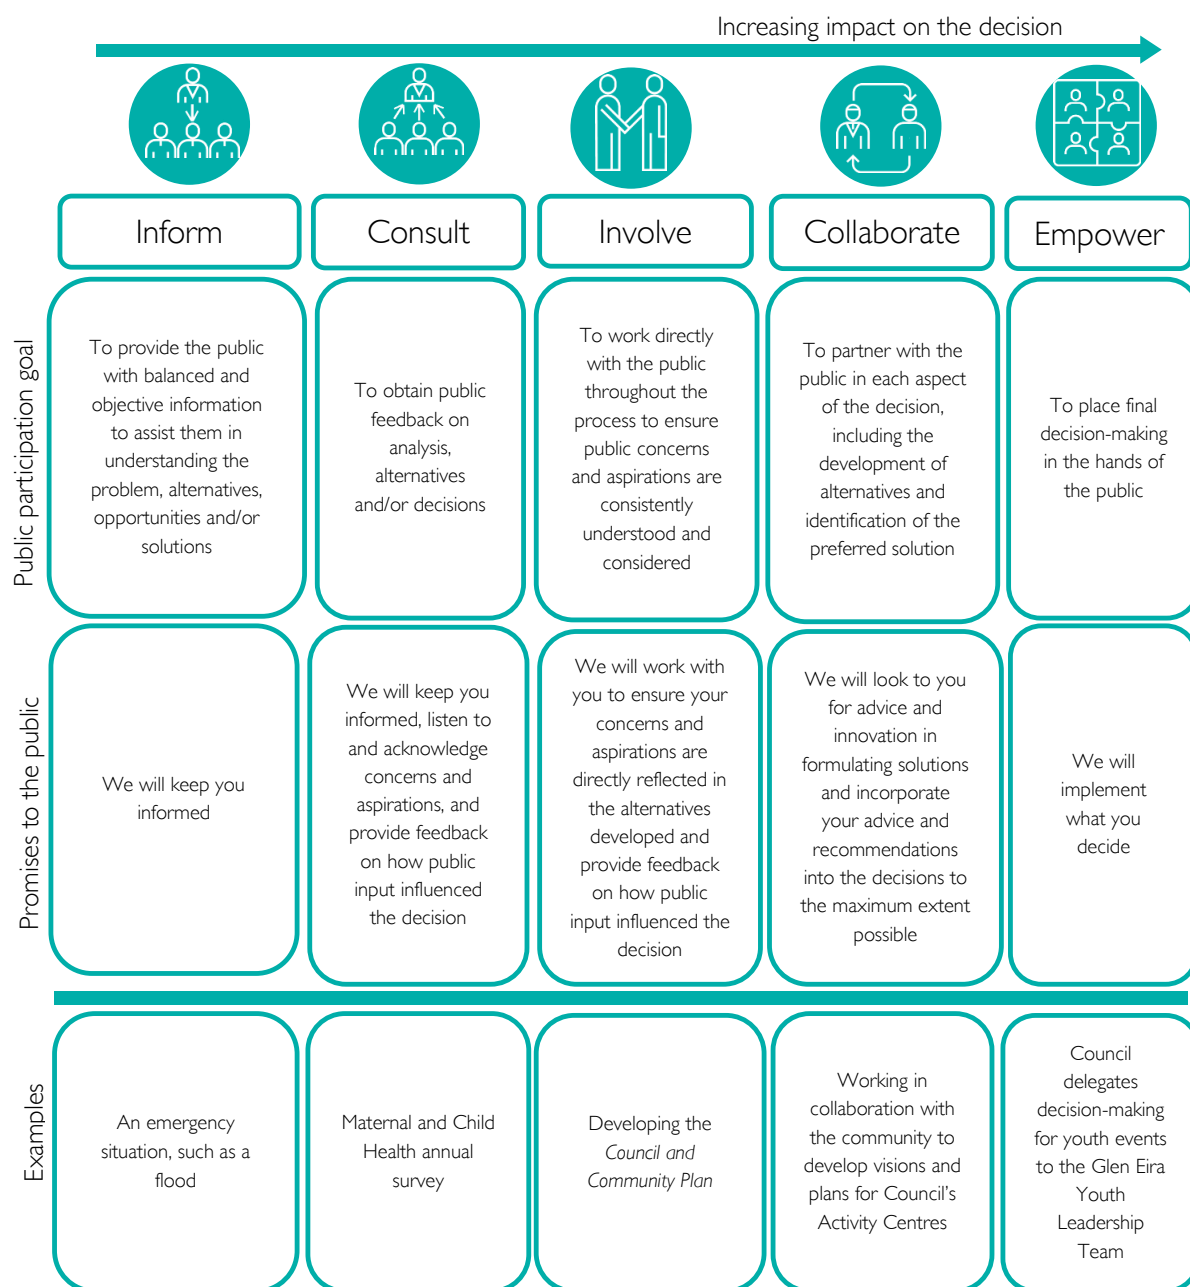 Increasing impact on the decision
Inform
Consult
Involve
Collaborate
Empower
Public participation goal
To provide the public
with balanced and
objective information
to assist them in
understanding the
problem, alternatives,
opportunities and/or
solutions
To obtain public
feedback on
analysis,
alternatives
and/or decisions
To work directly
with the public
throughout the
process to ensure
public concerns
and aspirations are
consistently
understood and
considered
To partner with the
public in each aspect
of the decision,
including the
development of
alternatives and
identification of the
preferred solution
To place final
decision-making
in the hands of
the public
Promises to the public
We will keep you
informed
We will keep you
informed, listen to
and acknowledge
concerns and
aspirations, and
provide feedback
on how public
input influenced
the decision
We will work with
you to ensure your
concerns and
aspirations are
directly reflected in
the alternatives
developed and
provide feedback
on how public
input influenced the
decision
We will look to you
for advice and
innovation in
formulating solutions
and incorporate
your advice and
recommendations
into the decisions to
the maximum extent
possible
We will
implement
what you
decide
Examples
An emergency
situation, such as a
flood
Maternal and Child
Health annual
survey
Developing the
Council and
Community Plan
Working in
collaboration with
the community to
develop visions and
plans for Council's
Activity Centres
Council
delegates
decision-making
for youth events
to the Glen Eira
Youth
Leadership
Team